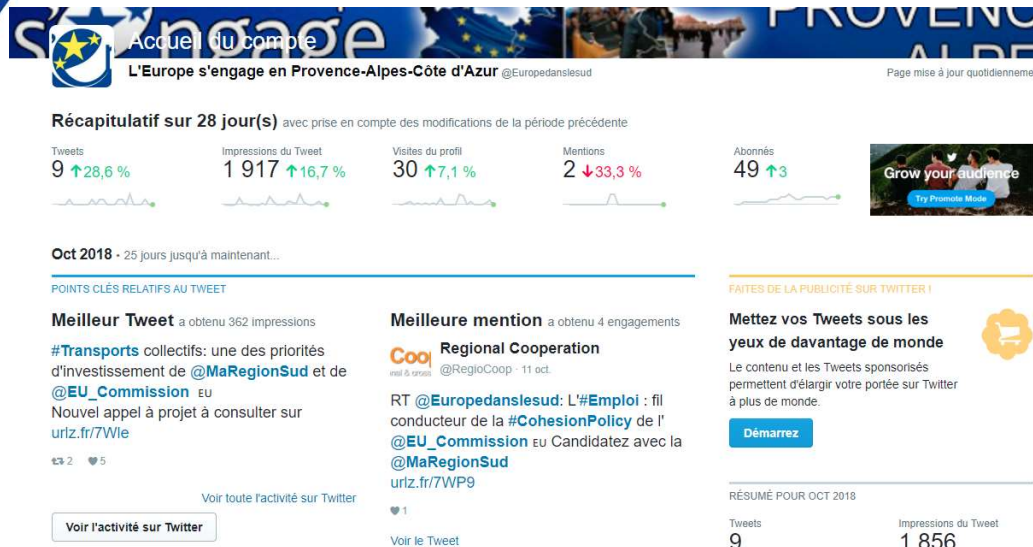 s'engage
PROVENC
ALPE
Accueil du compte
L'Europe s'engage en Provence-Alpes-Côte d'Azur @Europedanslesud
Page mise à jour quotidienneme
Récapitulatif sur 28 jour(s) avec prise en compte des modifications de la période précédente
Tweets
9 ↑28,6 %
Impressions du Tweet
1 917 ↑16,7 %
Visites du profil
30 ↑7,1 %
Mentions
2 ↓33,3 %
Abonnés
49 ↑3
Grow your audience
Try Promote Mode
Oct 2018 • 25 jours jusqu'à maintenant...
POINTS CLÉS RELATIFS AU TWEET
Meilleur Tweet a obtenu 362 impressions
#Transports collectifs: une des priorités
d'investissement de @MaRegionSud et de
@EU_Commission EU
Nouvel appel à projet à consulter sur
urlz.fr/7Wle
2 5
Voir toute l'activité sur Twitter
Voir l'activité sur Twitter
Meilleure mention a obtenu 4 engagements
Coo
Regional Cooperation
@RegioCoop · 11 oct.
RT @Europedanslesud: L'#Emploi : fil
conducteur de la #CohesionPolicy de l'
@EU_Commission EU Candidatez avec la
@MaRegionSud
urlz.fr/7WP9
1
Voir le Tweet
FAITES DE LA PUBLICITÉ SUR TWITTER !
Mettez vos Tweets sous les
yeux de davantage de monde
Le contenu et les Tweets sponsorisés
permettent d'élargir votre portée sur Twitter
à plus de monde.
Démarrez
RÉSUMÉ POUR OCT 2018
Tweets
9
Impressions du Tweet
1 856